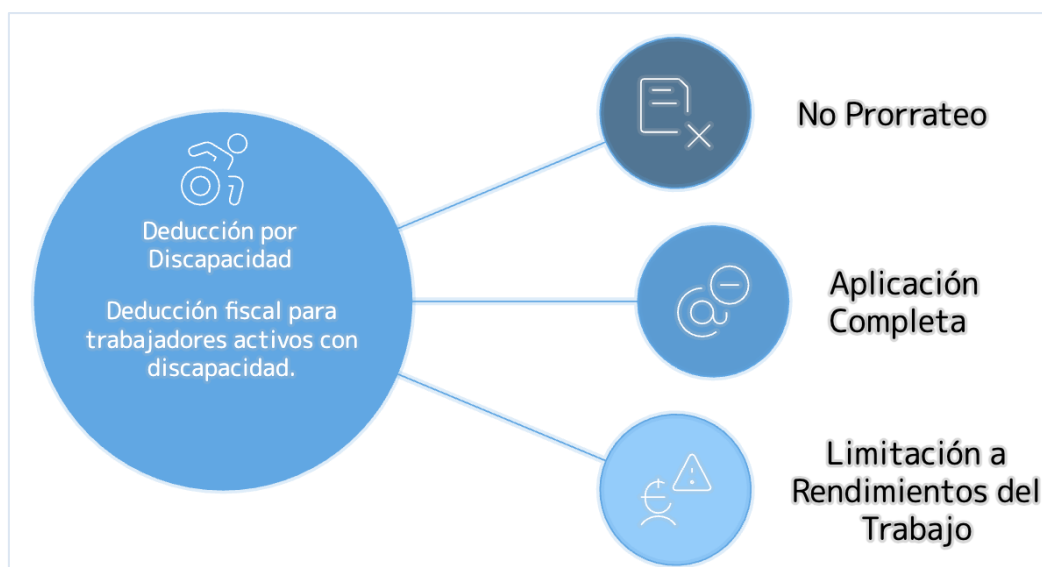 Deducción por
Discapacidad
Deducción fiscal para
trabajadores activos con
discapacidad.
No Prorrateo
Aplicación
Completa
Limitación a
Rendimientos del
Trabajo